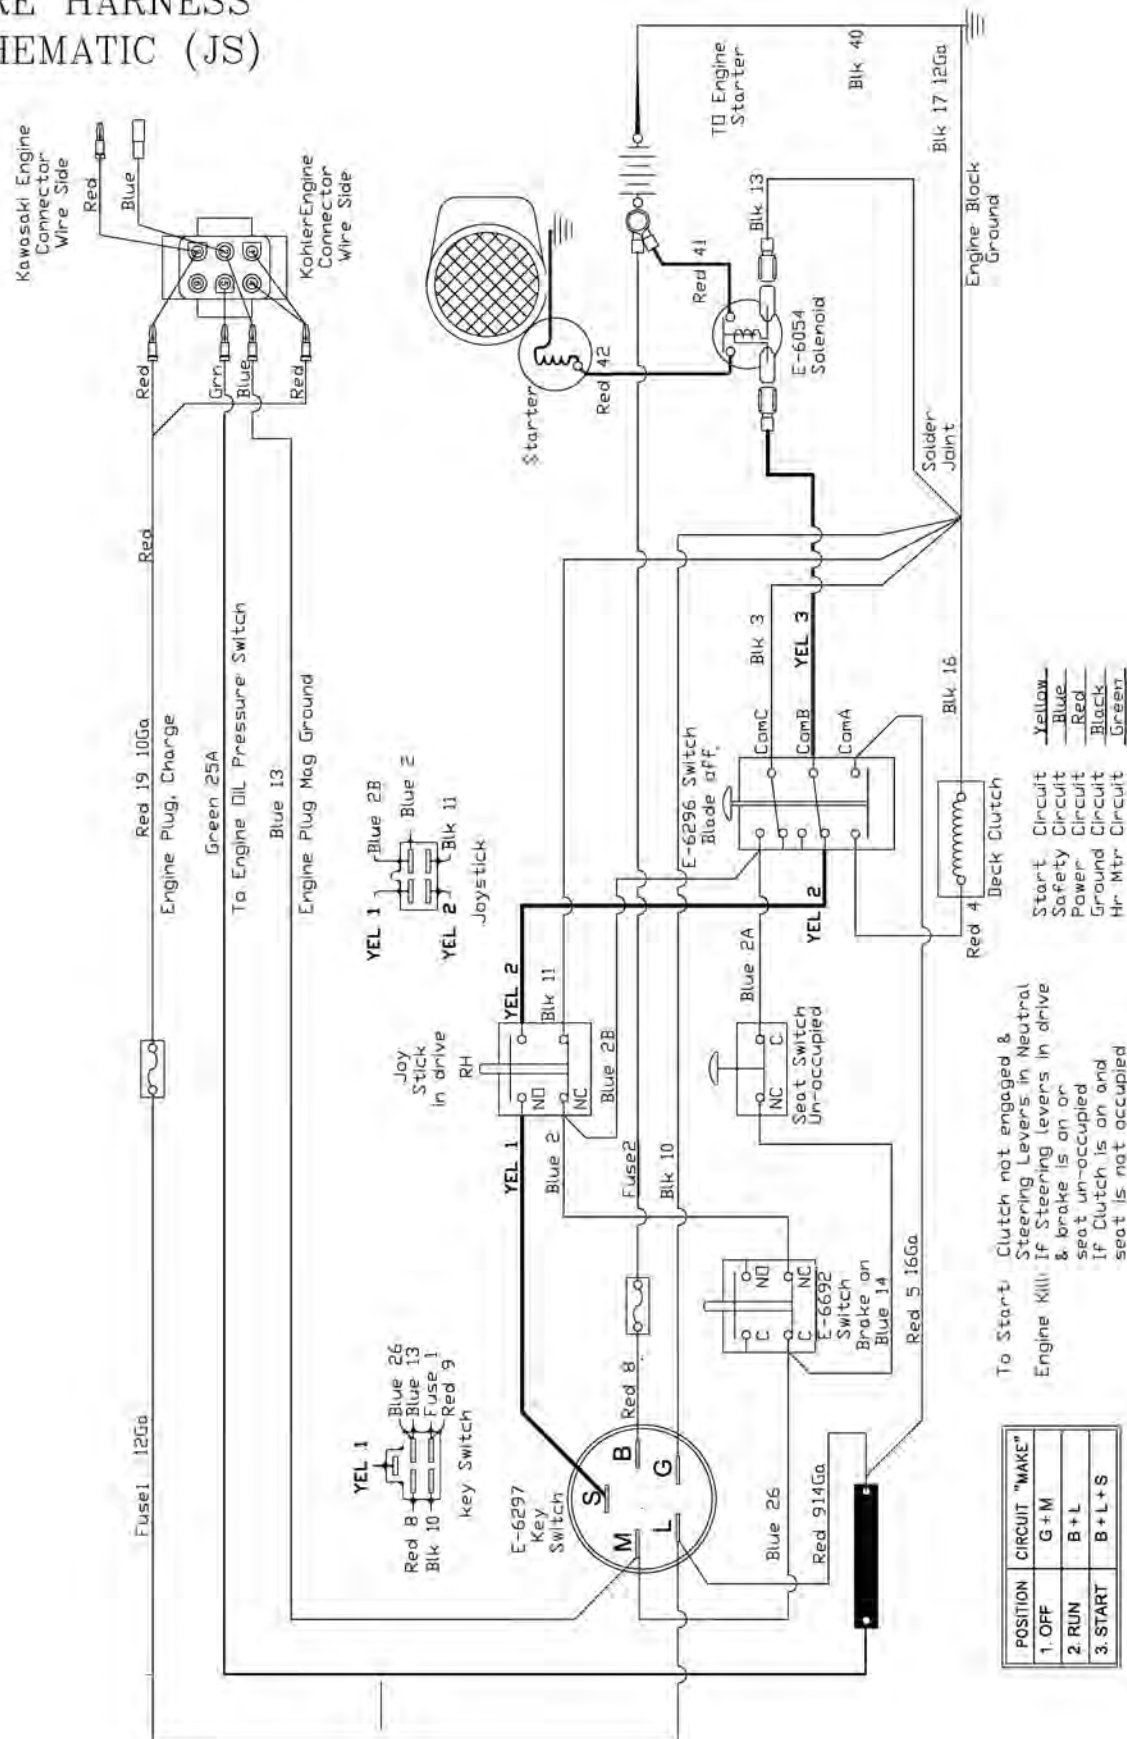 RE HARNESS
HEMATIC (JS)
Kawasaki Engine
Connector
Wire Side
Red
Blue
KohlerEngine
Connector
Wire Side
Red
Grn
Blue
Red
Red
Red 19 10Ga
Engine Plug, Charge
Green 25A
To Engine Oil Pressure Switch
Blue 13
Engine Plug Mag Ground
Fuse1 12Ga
Starter
Red 42
Red 41
TO Engine
Starter
Blk 40
Blk 17 12Ga
Blk 13
Engine Block
Ground
E-6054
Solenoid
Solder
Joint
Blue 2B
Blue 2
YEL 1
YEL 2
Blk 11
Joystick
Joy
Stick
in drive
RH
YEL 2
Blk 11
NO
NC
YEL 1
Blue 2
Blue 2B
E-6296 Switch
Blade off.
ComC
ComB
ComA
Blk 3
YEL 3
Blk 16
YEL 2
Blue 2A
Seat Switch
Un-occupied
NC
C
Red 4
Deck Clutch
Fuse2
Blk 10
E-6692
Switch
Brake on
NO
NC
C
C
Blue 14
Red 5 16Ga
YEL 1
Blue 26
Blue 13
Fuse 1
Red 9
Red 8
Blk 10
key Switch
E-6297
Key
Switch
S
B
M
L
G
Red 8
Blue 26
Red 914Ga
Start Circuit Yellow
Safety Circuit Blue
Power Circuit Red
Ground Circuit Black
Hr Mtr Circuit Green
To Start: Clutch not engaged &
Steering Levers in Neutral
Engine Kill: If Steering levers in drive
& brake is on or
seat un-occupied
If Clutch is on and
seat is not occupied
POSITION CIRCUIT "MAKE"
1. OFF G + M
2. RUN B + L
3. START B + L + S